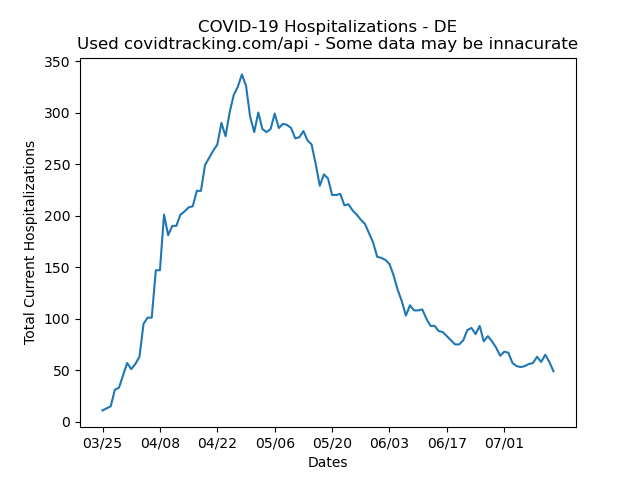 COVID-19 Hospitalizations - DE
Used covidtracking.com/api - Some data may be innacurate
Total Current Hospitalizations
350
300
250
200
150
100
50
0
03/25 04/08 04/22 05/06 05/20 06/03 06/17 07/01
Dates